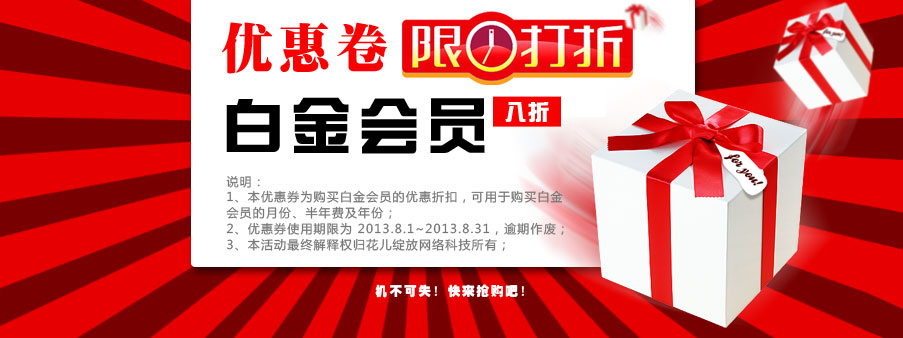 优惠卷 限时打折
白金会员 八折
说明：
1、本优惠券为购买白金会员的优惠折扣，可用于购买白金
会员的月份、半年费及年份；
2、优惠券使用期限为 2013.8.1~2013.8.31，逾期作废；
3、本活动最终解释权归花儿绽放网络科技所有；
for you!
for you!
机不可失！快来抢购吧！